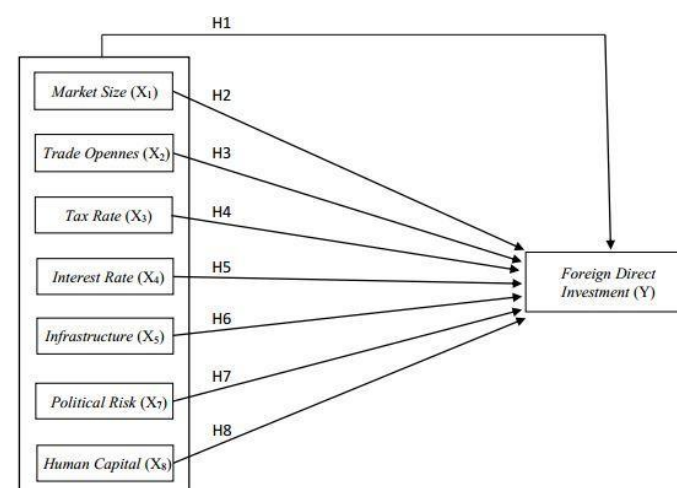 H1
Market Size (X₁)
H2
Trade Opennes (X₂)
H3
Tax Rate (X₃)
H4
Interest Rate (X₄)
H5
Infrastructure (X₅)
H6
Political Risk (X₇)
H7
Human Capital (X₈)
H8
Foreign Direct
Investment (Y)